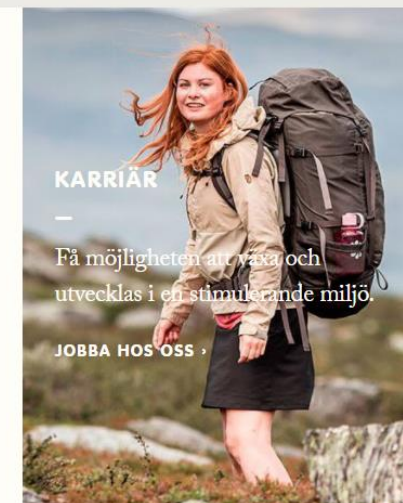 KARRIÄR
Få möjligheten att växa och
utvecklas i en stimulerande miljö.
JOBBA HOS OSS ›